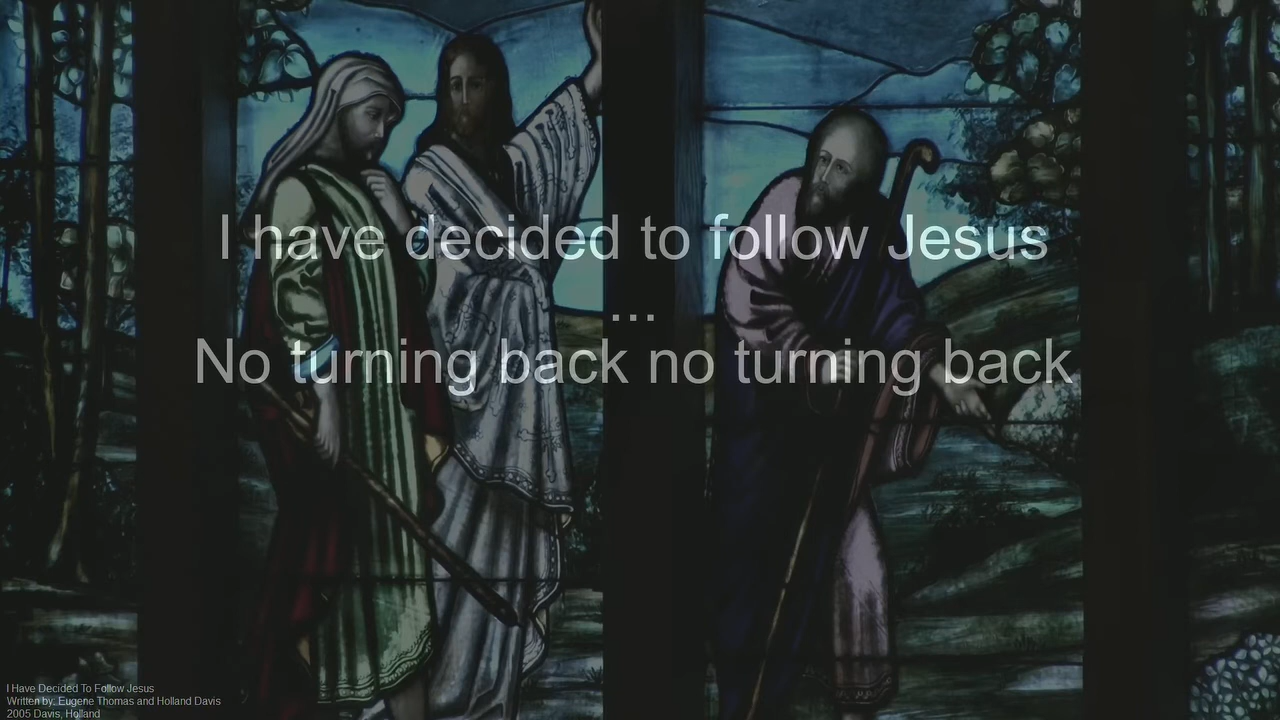 I have decided to follow Jesus
...
No turning back no turning back
I Have Decided To Follow Jesus
Written by: Eugene Thomas and Holland Davis
2005 Davis, Holland